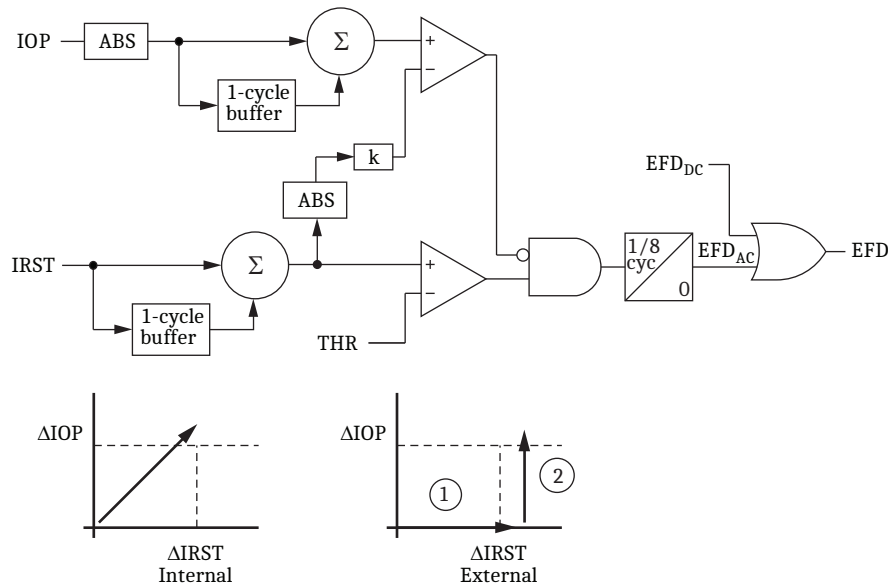 IOP
ABS
Σ
+
−
1-cycle
buffer
k
ABS
EFD_DC
IRST
Σ
+
−
1/8
cyc
0
EFD_AC
EFD
1-cycle
buffer
THR
ΔIOP
ΔIRST
Internal
ΔIOP
1
2
ΔIRST
External